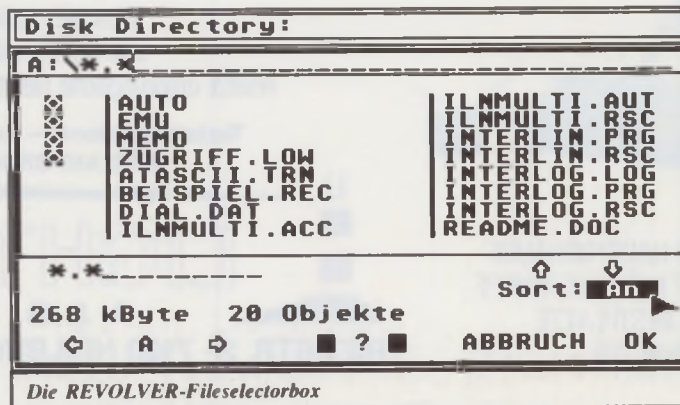 Disk Directory:
A:\*.*
AUTO
EMU
MEMO
ZUGRIFF.LOW
ATASCII.TRN
BEISPIEL.REC
DIAL.DAT
ILNMULTI.ACC
ILNMULTI.AUT
ILNMULTI.RSC
INTERLIN.PRG
INTERLIN.RSC
INTERLOG.LOG
INTERLOG.PRG
INTERLOG.RSC
README.DOC
*.*
Sort: An
268 kByte 20 Objekte
A ? ABBRUCH OK
Die REVOLVER-Fileselectorbox